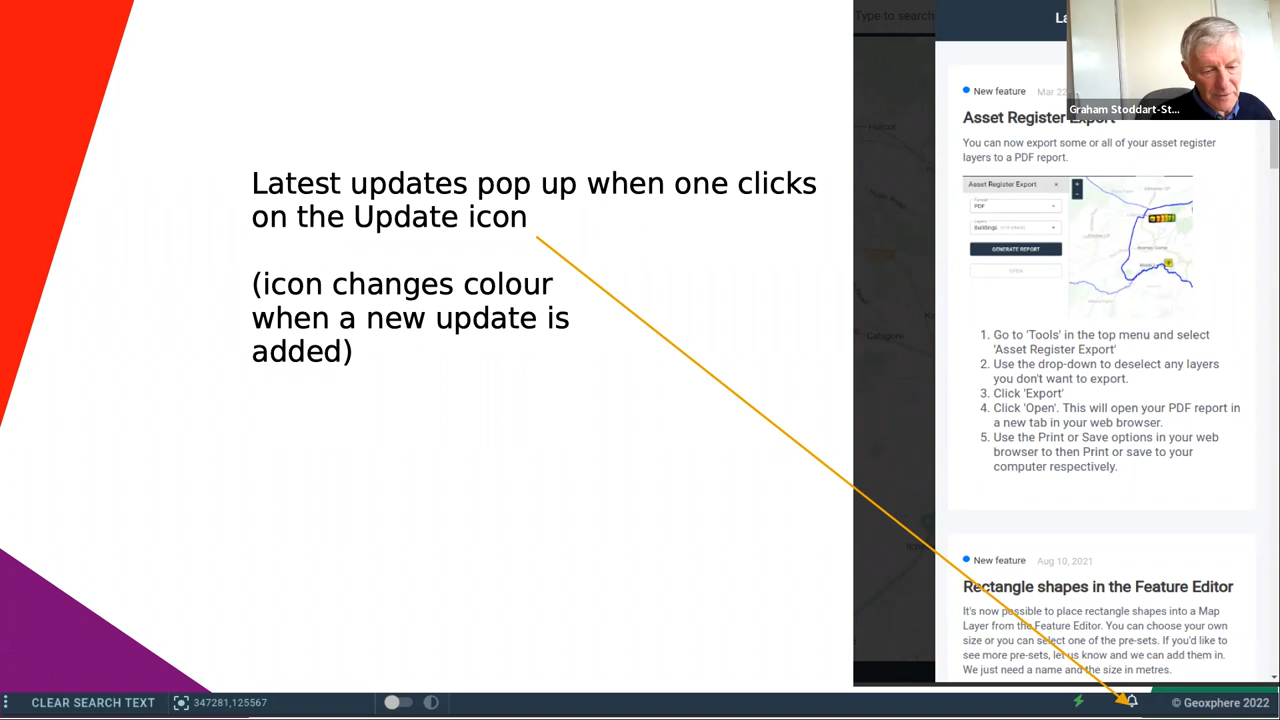 Type to search
La
Graham Stoddart-St...
New feature Mar 22
Asset Register Export
You can now export some or all of your asset register
layers to a PDF report.
Asset Register Export
Format
PDF
Layers
Buildings
GENERATE REPORT
OPEN
Latest updates pop up when one clicks
on the Update icon
(icon changes colour
when a new update is
added)
1. Go to 'Tools' in the top menu and select
'Asset Register Export'
2. Use the drop-down to deselect any layers
you don't want to export.
3. Click 'Export'
4. Click 'Open'. This will open your PDF report in
a new tab in your web browser.
5. Use the Print or Save options in your web
browser to then Print or save to your
computer respectively.
New feature Aug 10, 2021
Rectangle shapes in the Feature Editor
It's now possible to place rectangle shapes into a Map
Layer from the Feature Editor. You can choose your own
size or you can select one of the pre-sets. If you'd like to
see more pre-sets, let us know and we can add them in.
We just need a name and the size in metres.
CLEAR SEARCH TEXT
347281,125567
© Geoxphere 2022